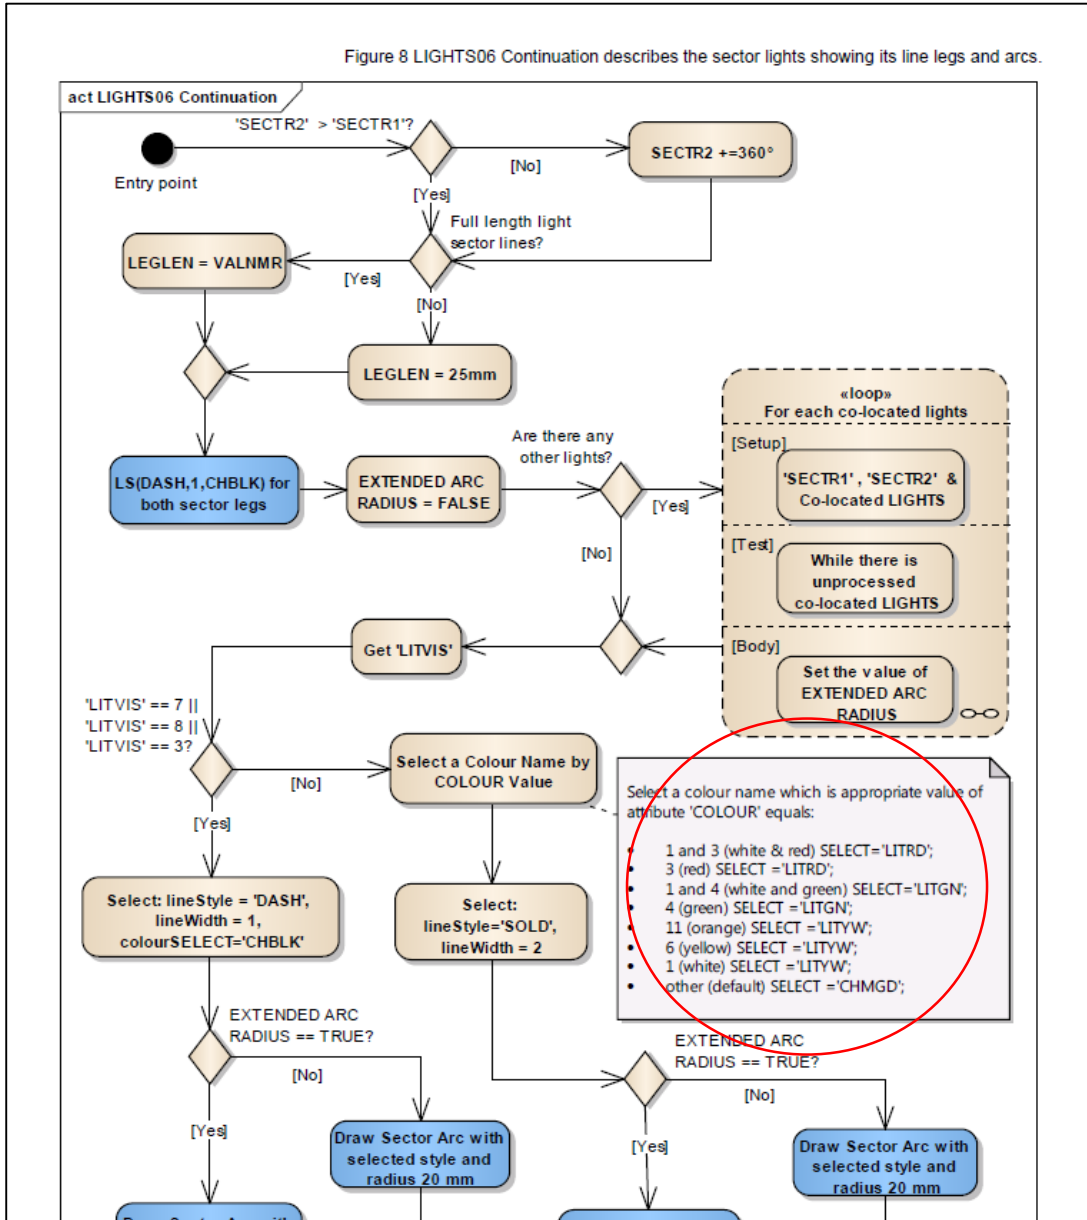 Figure 8 LIGHTS06 Continuation describes the sector lights showing its line legs and arcs.
act LIGHTS06 Continuation
'SECTR2' > 'SECTR1'?
Entry point
[No]
SECTR2 +=360°
[Yes]
Full length light
sector lines?
LEGLEN = VALNMR
[Yes]
[No]
LEGLEN = 25mm
«loop»
For each co-located lights
[Setup]
'SECTR1' , 'SECTR2' &
Co-located LIGHTS
[Test]
While there is
unprocessed
co-located LIGHTS
[Body]
Set the value of
EXTENDED ARC
RADIUS
Are there any
other lights?
LS(DASH,1,CHBLK) for
both sector legs
EXTENDED ARC
RADIUS = FALSE
[Yes]
[No]
Get 'LITVIS'
'LITVIS' == 7 ||
'LITVIS' == 8 ||
'LITVIS' == 3?
[No]
Select a Colour Name by
COLOUR Value
Select a colour name which is appropriate value of
attribute 'COLOUR' equals:
• 1 and 3 (white & red) SELECT='LITRD';
• 3 (red) SELECT ='LITRD';
• 1 and 4 (white and green) SELECT='LITGN';
• 4 (green) SELECT ='LITGN';
• 11 (orange) SELECT ='LITYW';
• 6 (yellow) SELECT ='LITYW';
• 1 (white) SELECT ='LITYW';
• other (default) SELECT ='CHMGD';
[Yes]
Select: lineStyle = 'DASH',
lineWidth = 1,
colourSELECT='CHBLK'
Select:
lineStyle='SOLD',
lineWidth = 2
EXTENDED ARC
RADIUS == TRUE?
[No]
[Yes]
Draw Sector Arc with
selected style and
radius 20 mm
EXTENDED ARC
RADIUS == TRUE?
[No]
[Yes]
Draw Sector Arc with
selected style and
radius 20 mm